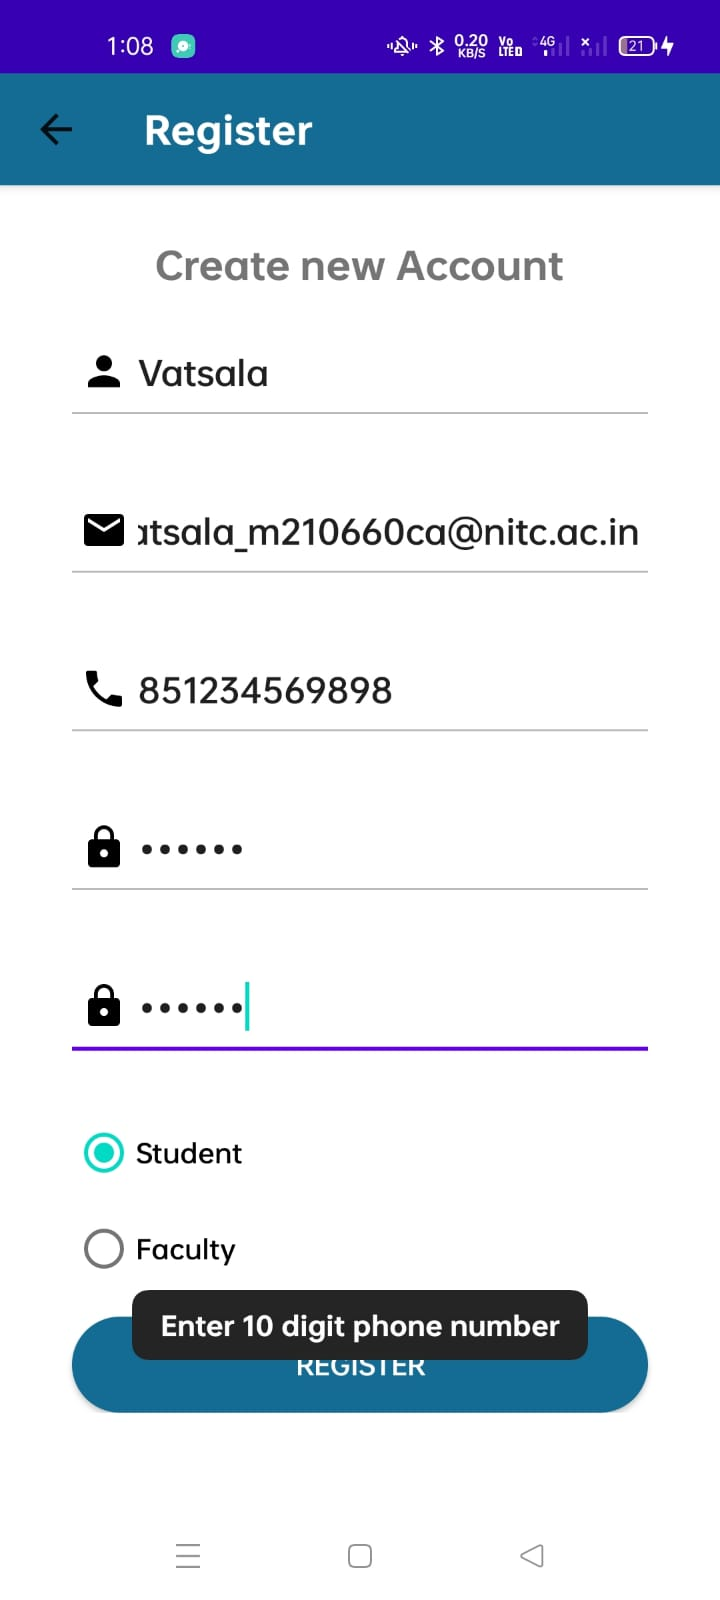 1:08 0.20 KB/S Vo LTE 4G 21
Register
Create new Account
Vatsala
atsala_m210660ca@nitc.ac.in
851234569898
••••••
••••••
Student
Faculty
Enter 10 digit phone number
REGISTER